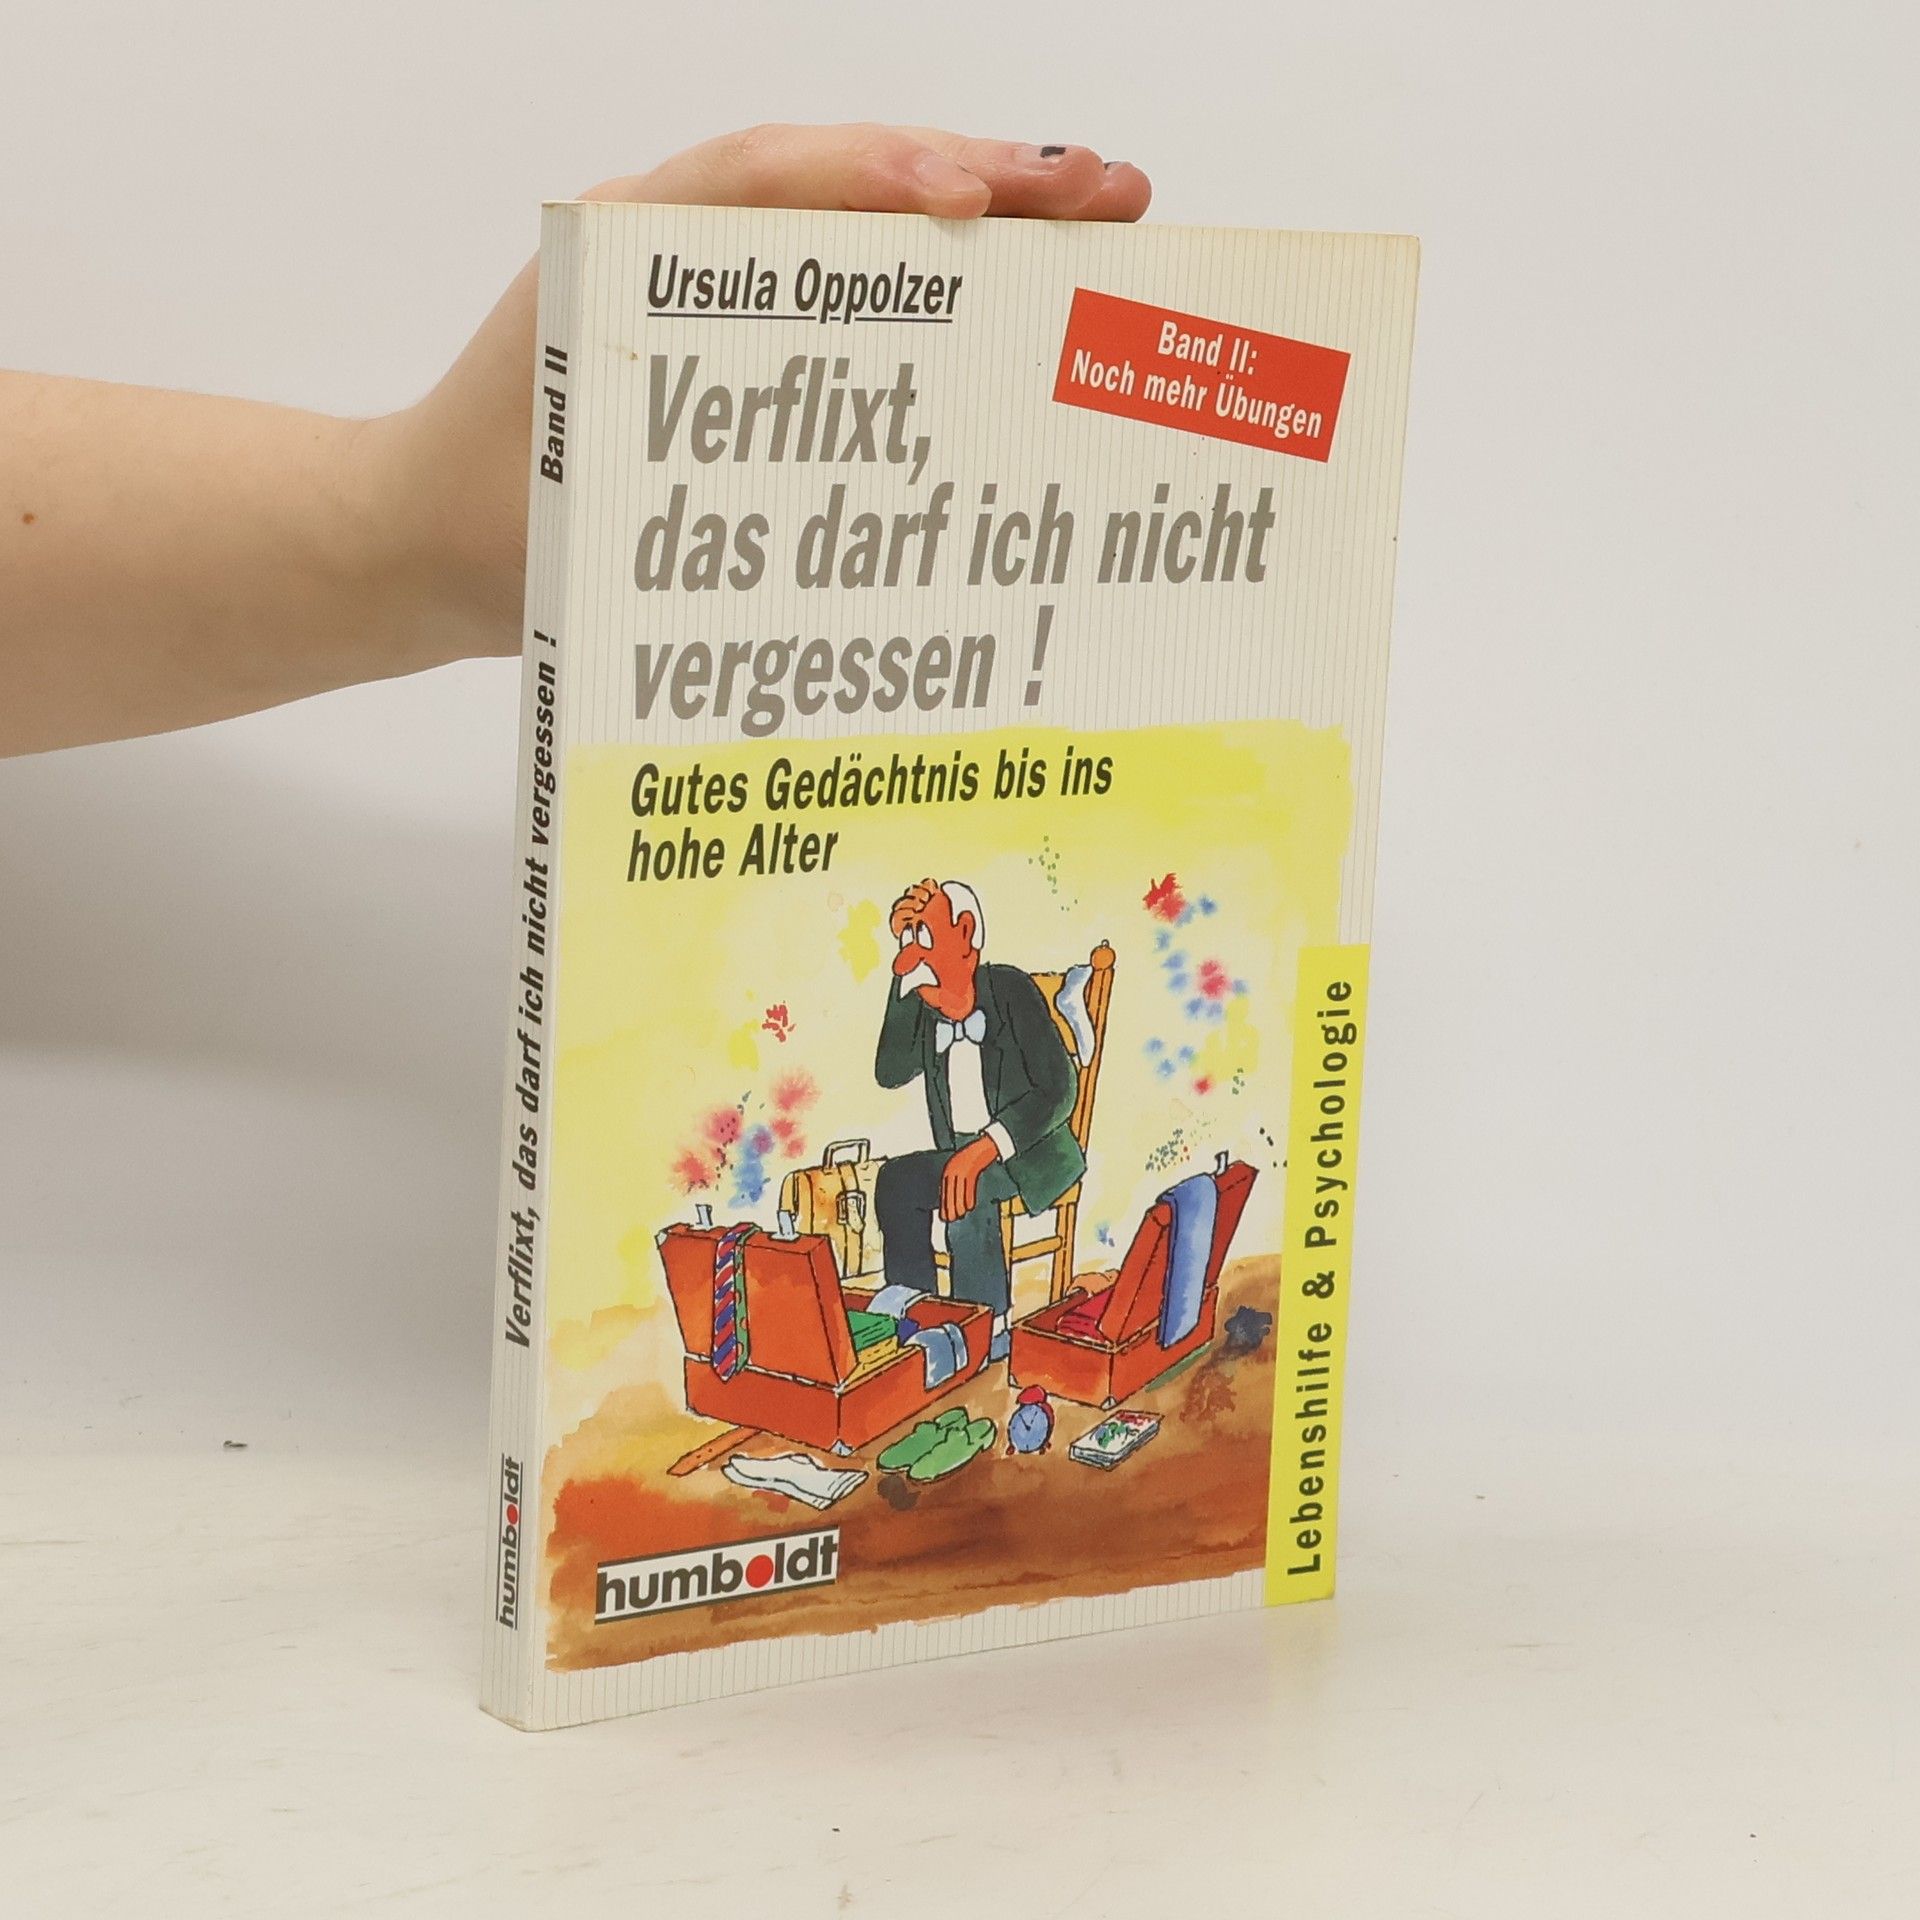 Ursula Oppolzer
Band II:
Noch mehr Übungen
Verflixt,
das darf ich nicht
vergessen !
Gutes Gedächtnis bis ins
hohe Alter
Lebenshilfe & Psychologie
humboldt
humboldt Verflixt, das darf ich nicht vergessen ! Band II